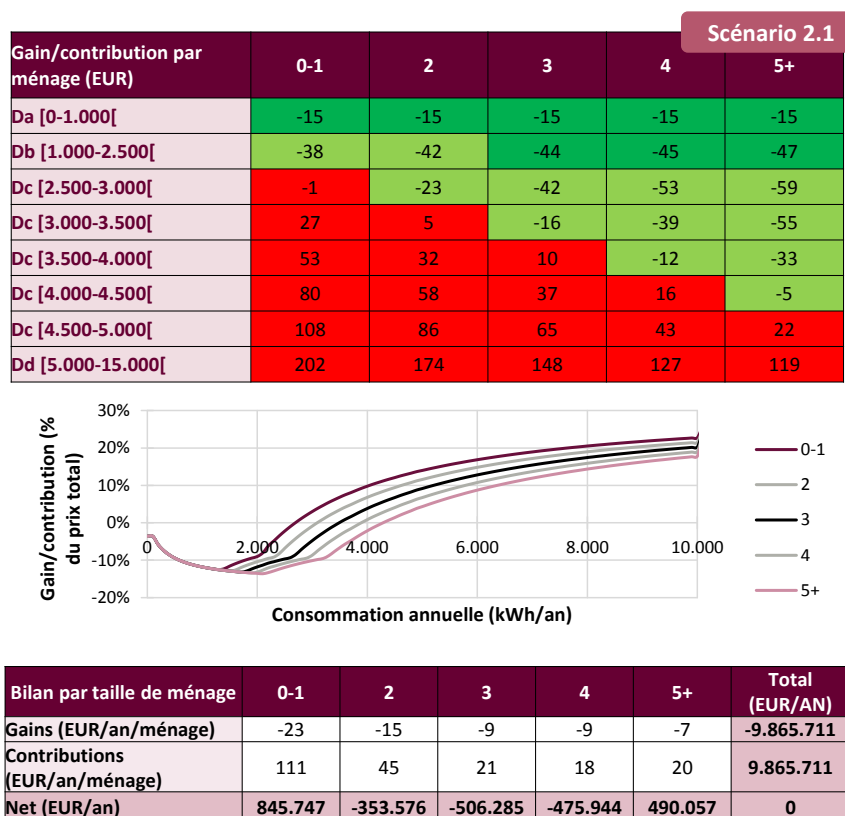 Scénario 2.1
Gain/contribution par ménage (EUR) 0-1 2 3 4 5+
Da [0-1.000[ -15 -15 -15 -15 -15
Db [1.000-2.500[ -38 -42 -44 -45 -47
Dc [2.500-3.000[ -1 -23 -42 -53 -59
Dc [3.000-3.500[ 27 5 -16 -39 -55
Dc [3.500-4.000[ 53 32 10 -12 -33
Dc [4.000-4.500[ 80 58 37 16 -5
Dc [4.500-5.000[ 108 86 65 43 22
Dd [5.000-15.000[ 202 174 148 127 119
Gain/contribution (%
du prix total)
30%
20%
10%
0%
-10%
-20%
0 2.000 4.000 6.000 8.000 10.000
Consommation annuelle (kWh/an)
0-1
2
3
4
5+
Bilan par taille de ménage 0-1 2 3 4 5+ Total (EUR/AN)
Gains (EUR/an/ménage) -23 -15 -9 -9 -7 -9.865.711
Contributions (EUR/an/ménage) 111 45 21 18 20 9.865.711
Net (EUR/an) 845.747 -353.576 -506.285 -475.944 490.057 0